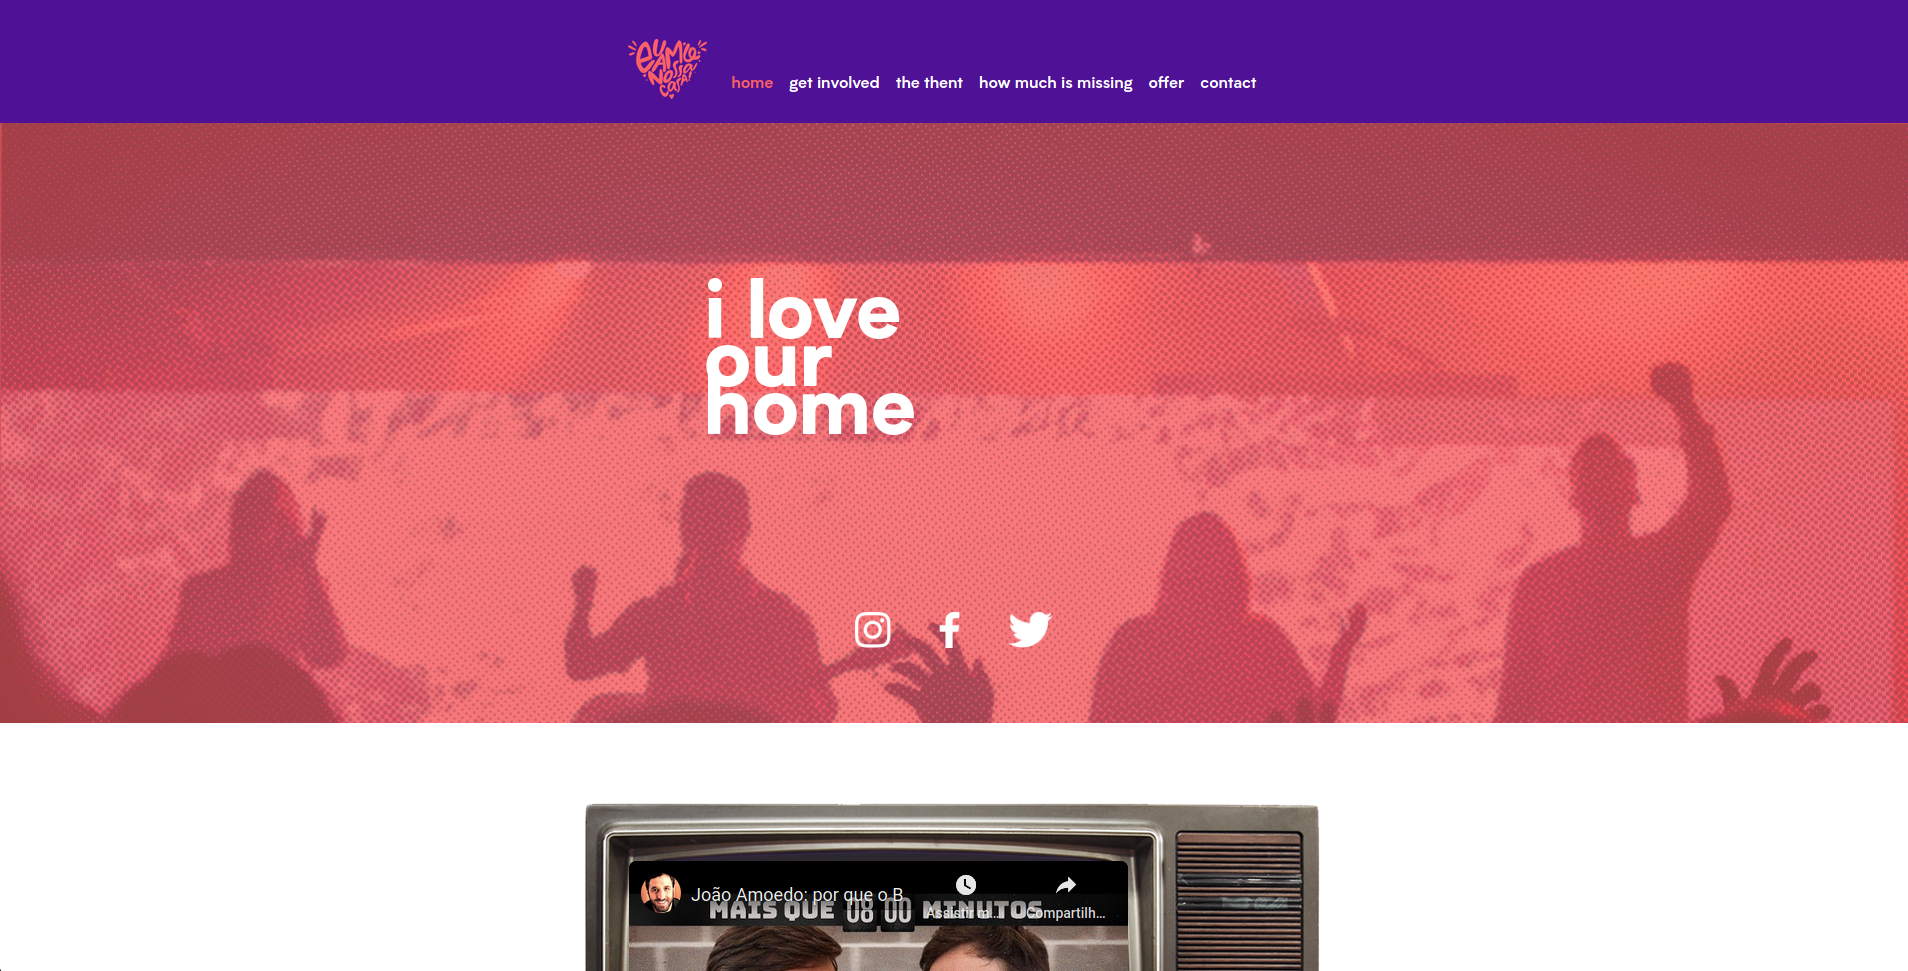 EU AMO
NOSSA
CASA!
home get involved the thent how much is missing offer contact
i love
our
home
João Amoedo: por que o B
MAIS QUE 08 00 MINUTOS
Assistir m... Compartilh...